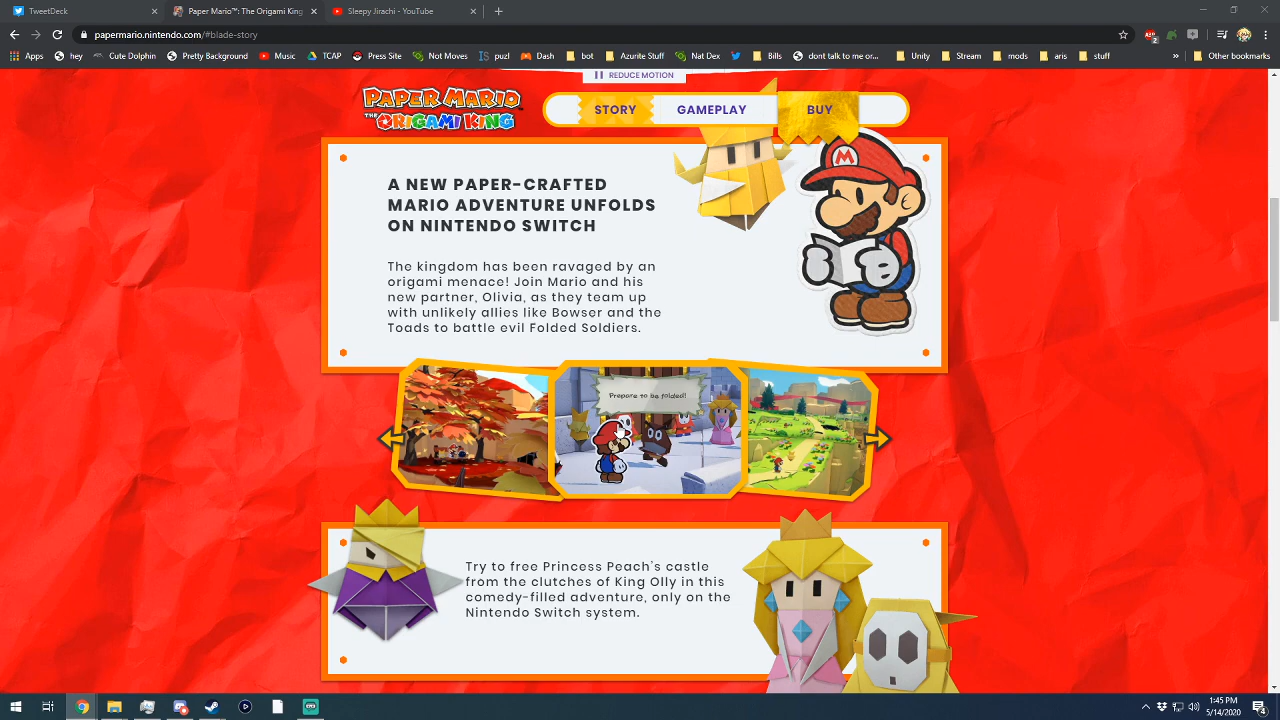 TweetDeck
Paper Mario™: The Origami King
Sleepy Jirachi - YouTube
papermario.nintendo.com/#blade-story
Apps
hey
Cute Dolphin
Pretty/Breakbeat
Music
TCAP
Press Site
Not Moves
puzl
Dash
bot
Azurite Stuff
Nat Dex
Bills
dont talk to me or...
Unity
Stream
mods
aris
stuff
»
Other bookmarks
REDUCE MOTION
PAPER MARIO
THE ORIGAMI KING
STORY
GAMEPLAY
BUY
A NEW PAPER-CRAFTED
MARIO ADVENTURE UNFOLDS
ON NINTENDO SWITCH
The kingdom has been ravaged by an
origami menace! Join Mario and his
new partner, Olivia, as they team up
with unlikely allies like Bowser and the
Toads to battle evil Folded Soldiers.
M
Prepare to be folded!
Try to free Princess Peach's castle
from the clutches of King Olly in this
comedy-filled adventure, only on the
Nintendo Switch system.
1:45 PM
5/14/2020